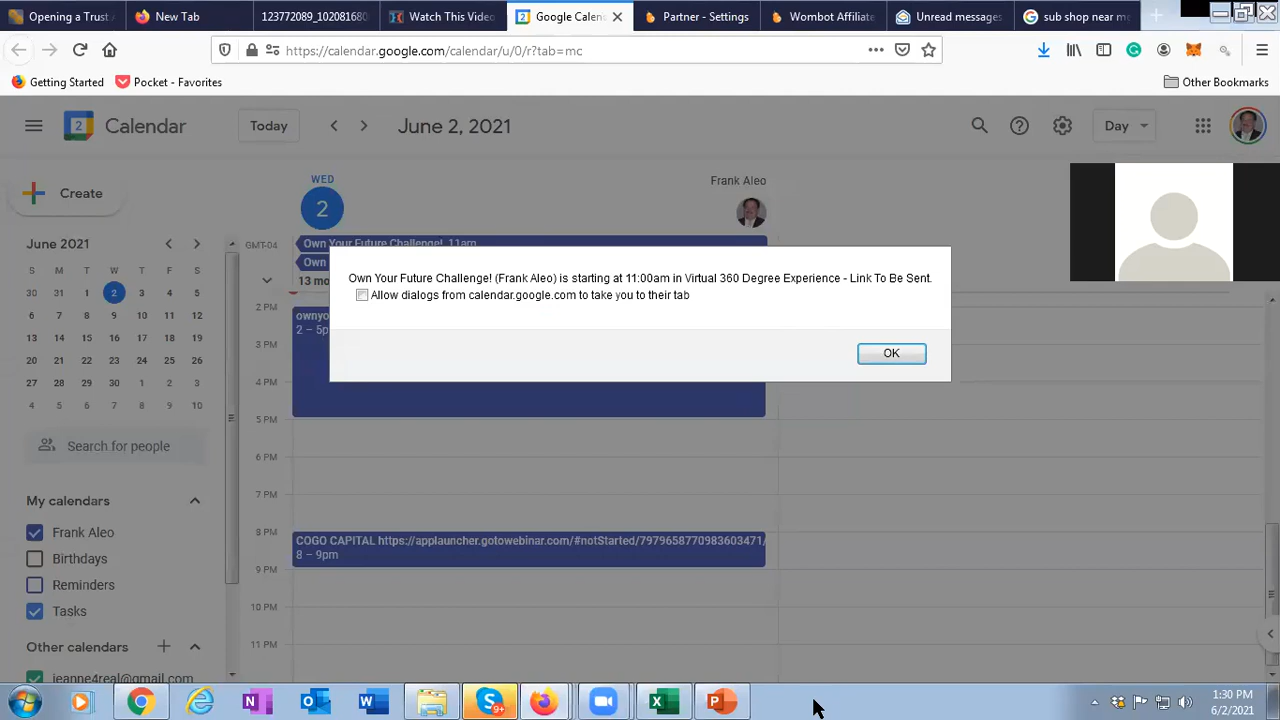 Opening a Trust A
New Tab
123772089_1020816800
Watch This Video
Google Calen
Partner - Settings
Wombot Affiliate
Unread messages
sub shop near me
https://calendar.google.com/calendar/u/0/r?tab=mc
Getting Started
Pocket - Favorites
Other Bookmarks
2
Calendar
Today
June 2, 2021
Day
Create
WED
2
Frank Aleo
June 2021
S M T W T F S
30 31 1 2 3 4 5
6 7 8 9 10 11 12
13 14 15 16 17 18 19
20 21 22 23 24 25 26
27 28 29 30 1 2 3
4 5 6 7 8 9 10
GMT-04
Own Your Future Challenge!, 11am
Own
13 mo
Own Your Future Challenge! (Frank Aleo) is starting at 11:00am in Virtual 360 Degree Experience - Link To Be Sent.
Allow dialogs from calendar.google.com to take you to their tab
OK
2 PM
ownyo
2 – 5p
3 PM
4 PM
5 PM
6 PM
7 PM
8 PM
COGO CAPITAL https://applauncher.gotowebinar.com/#notStarted/7979658770983603471/
8 – 9pm
9 PM
10 PM
11 PM
Search for people
My calendars
Frank Aleo
Birthdays
Reminders
Tasks
Other calendars
jeanne4real@gmail.com
9+
1:30 PM
6/2/2021